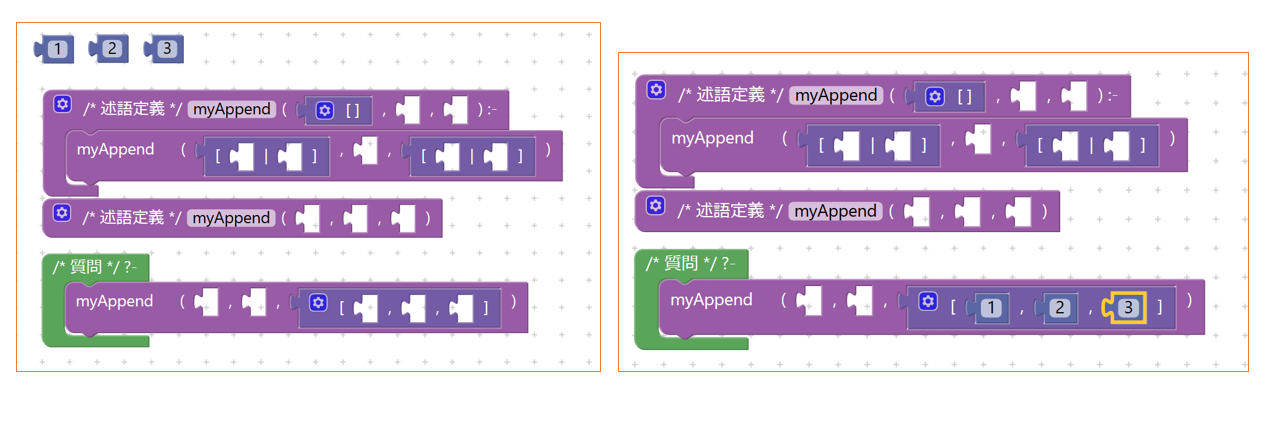 1 2 3
/* 述語定義 */ myAppend ( [ ] , , ) :-
myAppend ( [ | ] , , [ | ] )
/* 述語定義 */ myAppend ( , , )
/* 質問 */ ?-
myAppend ( , , [ , , ] )
/* 述語定義 */ myAppend ( [ ] , , ) :-
myAppend ( [ | ] , , [ | ] )
/* 述語定義 */ myAppend ( , , )
/* 質問 */ ?-
myAppend ( , , [ 1 , 2 , 3 ] )